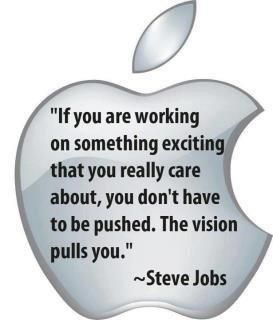 "If you are working
on something exciting
that you really care
about, you don't have
to be pushed. The vision
pulls you."
~Steve Jobs